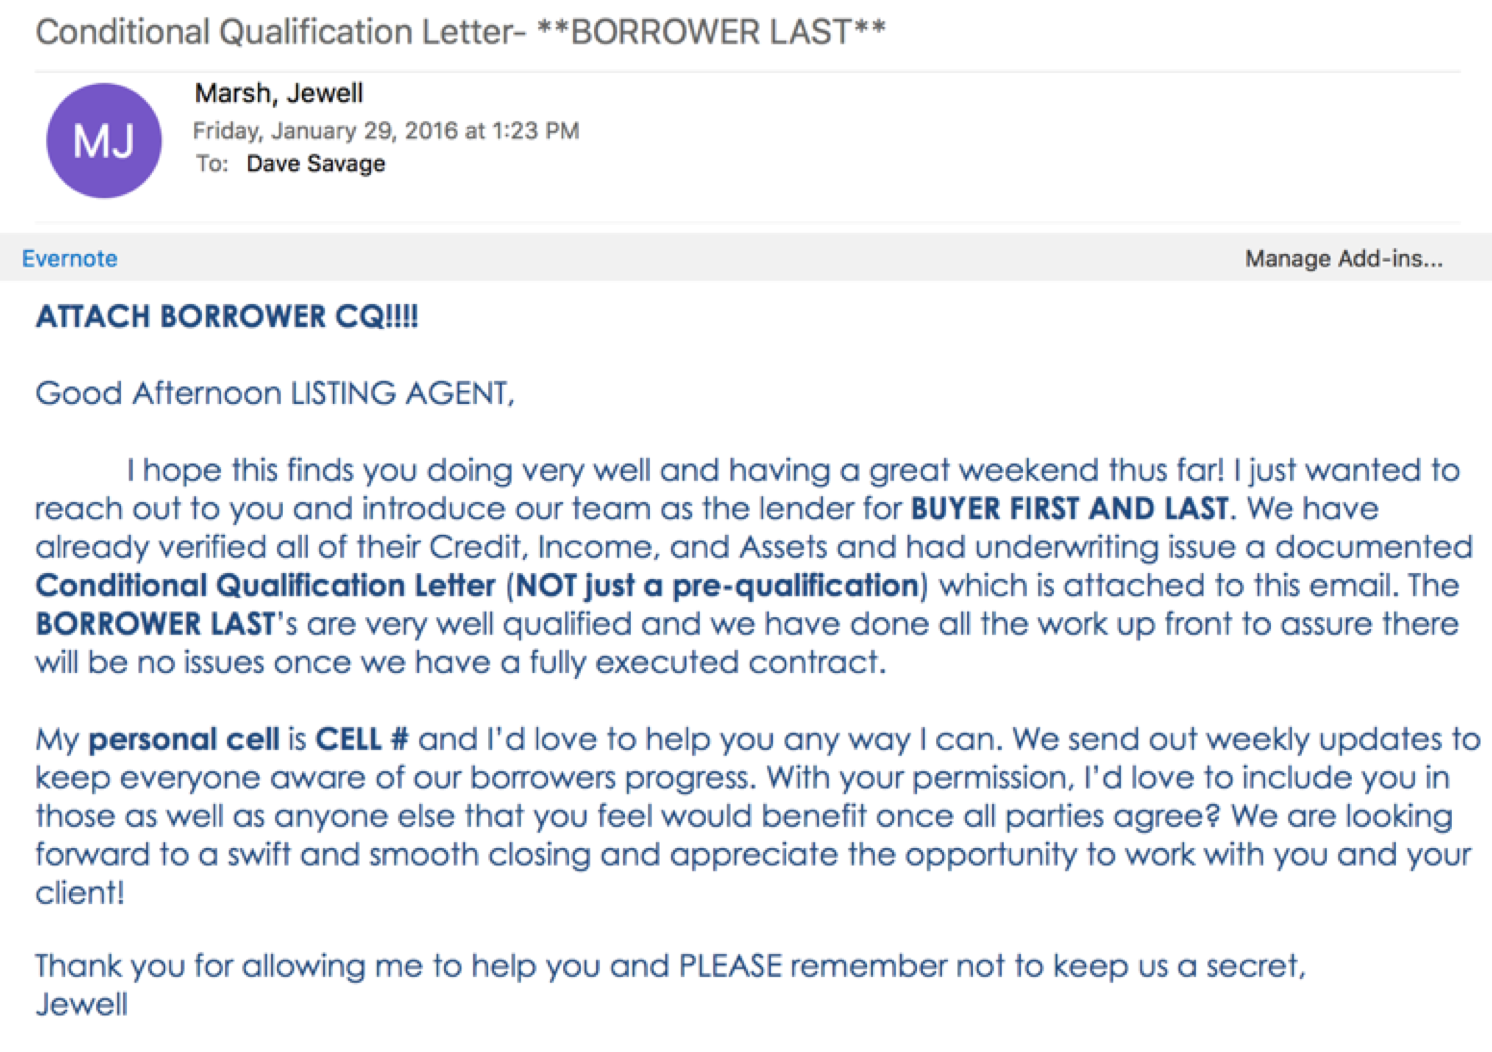 Conditional Qualification Letter- **BORROWER LAST**
MJ
Marsh, Jewell
Friday, January 29, 2016 at 1:23 PM
To: Dave Savage
Evernote
Manage Add-ins...
ATTACH BORROWER CQ!!!!
Good Afternoon LISTING AGENT,
I hope this finds you doing very well and having a great weekend thus far! I just wanted to
reach out to you and introduce our team as the lender for BUYER FIRST AND LAST. We have
already verified all of their Credit, Income, and Assets and had underwriting issue a documented
Conditional Qualification Letter (NOT just a pre-qualification) which is attached to this email. The
BORROWER LAST's are very well qualified and we have done all the work up front to assure there
will be no issues once we have a fully executed contract.
My personal cell is CELL # and I'd love to help you any way I can. We send out weekly updates to
keep everyone aware of our borrowers progress. With your permission, I'd love to include you in
those as well as anyone else that you feel would benefit once all parties agree? We are looking
forward to a swift and smooth closing and appreciate the opportunity to work with you and your
client!
Thank you for allowing me to help you and PLEASE remember not to keep us a secret,
Jewell